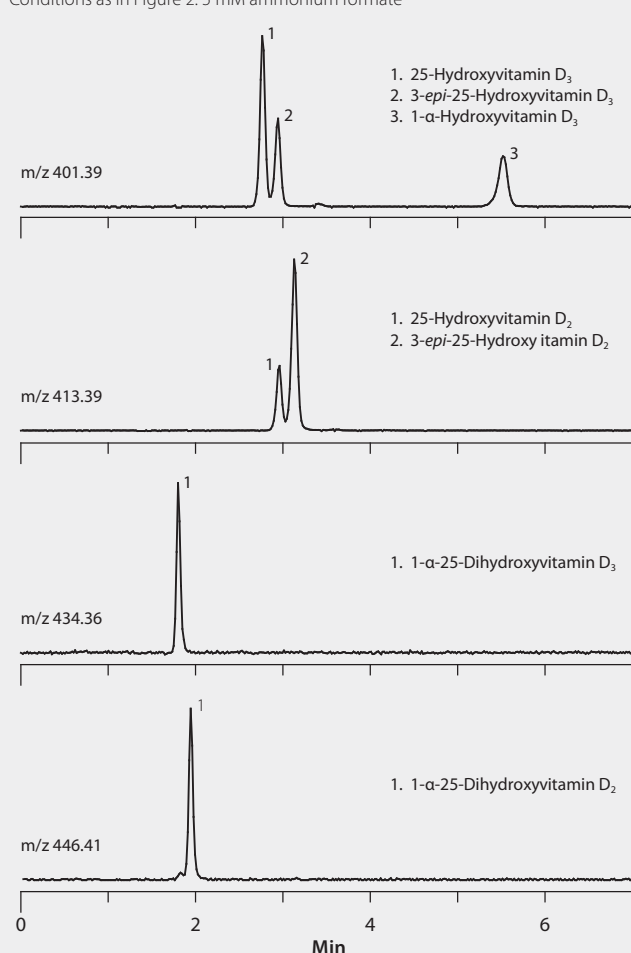 Conditions as in Figure 2. 5 mM ammonium formate
1
1. 25-Hydroxyvitamin D₃
2. 3-epi-25-Hydroxyvitamin D₃
3. 1-α-Hydroxyvitamin D₃
2
3
m/z 401.39
2
1. 25-Hydroxyvitamin D₂
2. 3-epi-25-Hydroxy itamin D₂
1
m/z 413.39
1
1. 1-α-25-Dihydroxyvitamin D₃
m/z 434.36
1
1. 1-α-25-Dihydroxyvitamin D₂
m/z 446.41
0 2 4 6
Min